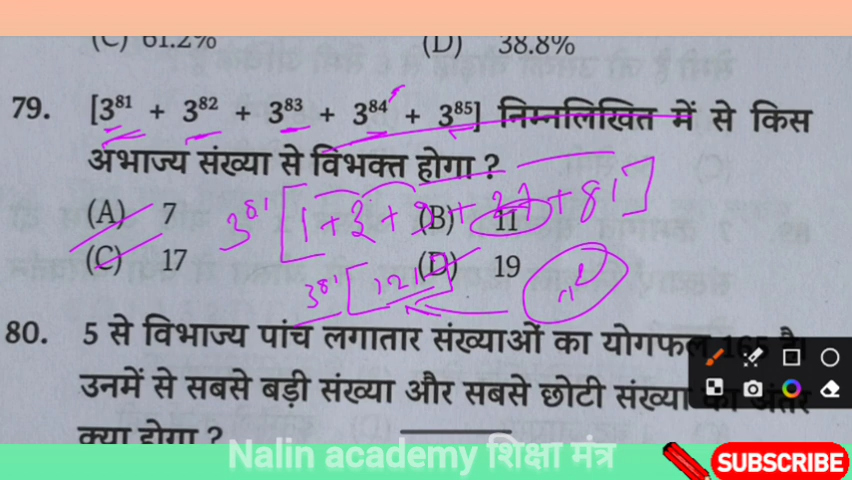 (C) 61.2% (D) 38.8%
79. [3⁸¹ + 3⁸² + 3⁸³ + 3⁸⁴ + 3⁸⁵] निम्नलिखित में से किस
अभाज्य संख्या से विभक्त होगा ?
(A) 7 (B) 11
3⁸¹ [1 + 3 + 9 + 27 + 81]
(C) 17 (D) 19
3⁸¹ [121] 11²
80. 5 से विभाज्य पांच लगातार संख्याओं का योगफल 165 है।
उनमें से सबसे बड़ी संख्या और सबसे छोटी संख्या का अंतर
क्या होगा ?
Nalin academy शिक्षा मंत्र
SUBSCRIBE